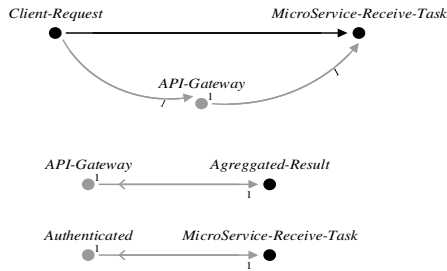 Client-Request MicroService-Receive-Task
API-Gateway
1
1
API-Gateway Agreggated-Result
1
1
Authenticated MicroService-Receive-Task
1
1